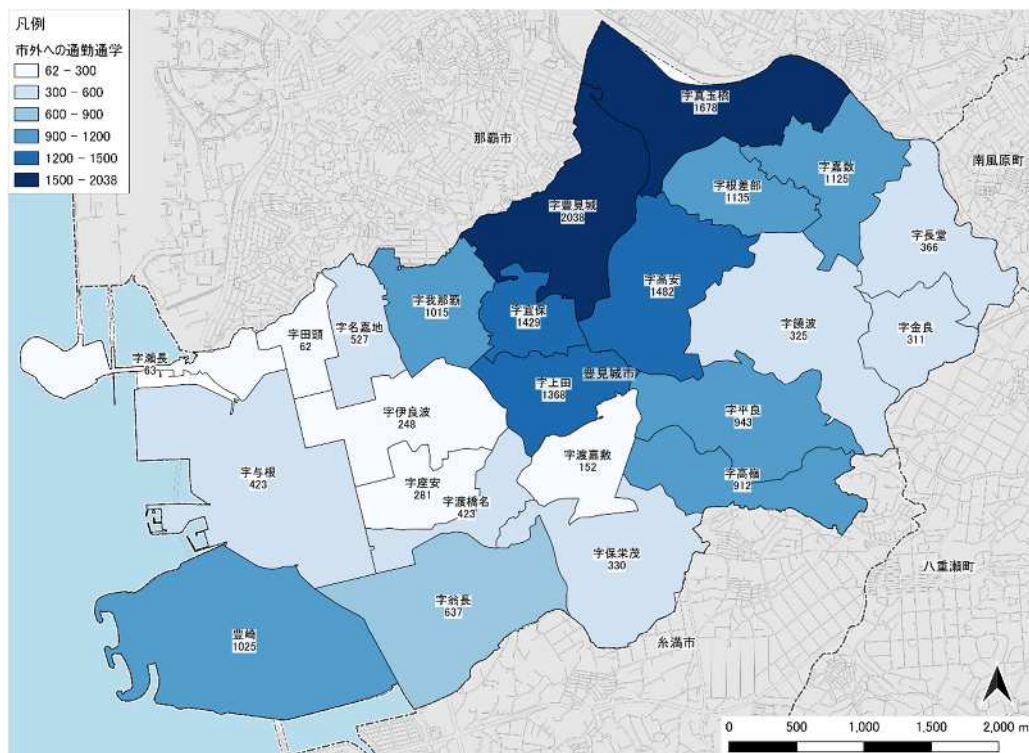 凡例
市外への通勤通学
62 - 300
300 - 600
600 - 900
900 - 1200
1200 - 1500
1500 - 2038
那覇市
南風原町
字真玉橋
1678
字嘉数
1125
字根差部
1135
字豊見城
2038
字長堂
366
字高安
1482
字我那覇
1015
字宜保
1429
字饒波
325
字金良
311
字田頭
62
字名嘉地
527
字瀬長
63
豊見城市
字上田
1368
字伊良波
248
字平良
943
字渡嘉敷
152
字与根
423
字座安
281
字渡橋名
423
字高嶺
912
字保栄茂
330
八重瀬町
字翁長
637
豊崎
1025
糸満市
0 500 1,000 1,500 2,000 m